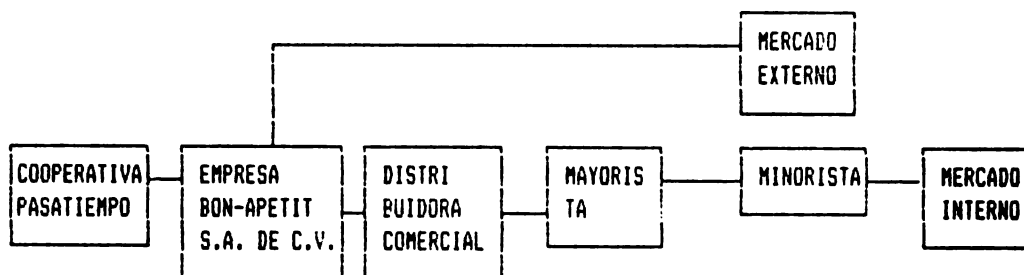 MERCADO
EXTERNO
COOPERATIVA
PASATIEMPO
EMPRESA
BON-APETIT
S.A. DE C.V.
DISTRI
BUIDORA
COMERCIAL
MAYORIS
TA
MINORISTA
MERCADO
INTERNO